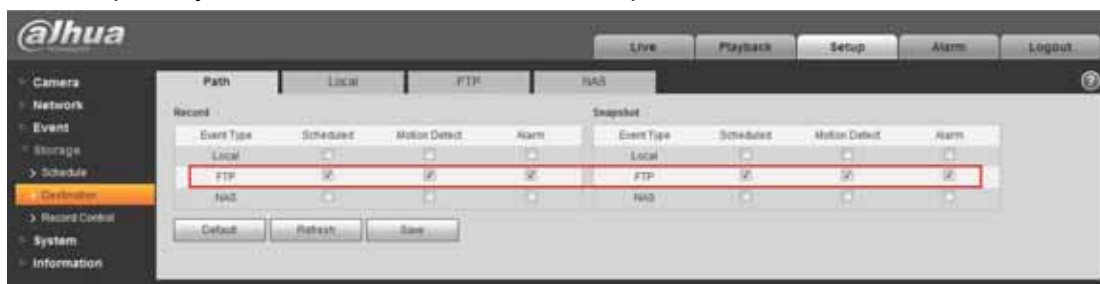 alhua
Live Playback Setup Alarm Logout
Camera
Network
Event
Storage
Schedule
Destination
Record Control
System
Information
Path Local FTP NAS
Record Snapshot
Event Type Scheduled Motion Detect Alarm Event Type Scheduled Motion Detect Alarm
Local Local
FTP FTP
NAS NAS
Default Refresh Save